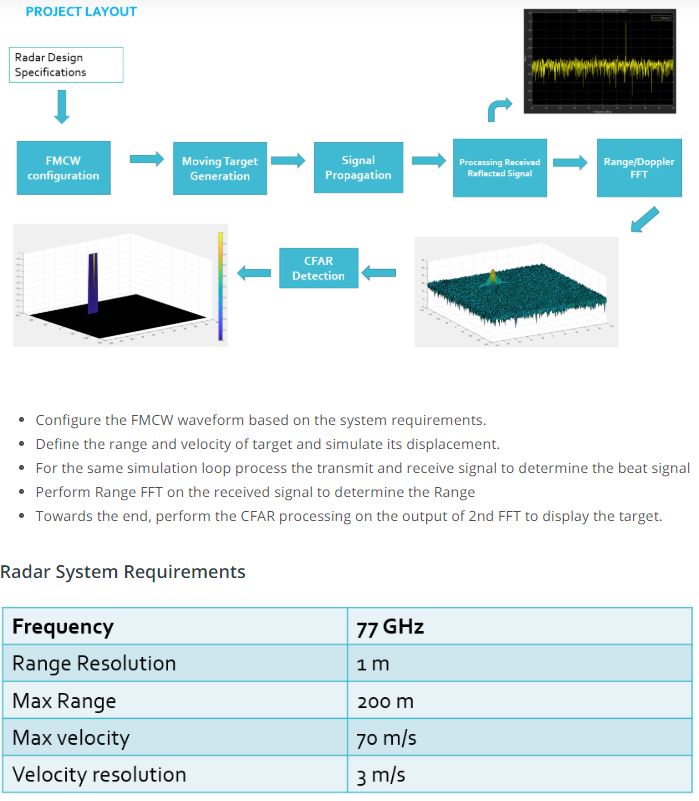 PROJECT LAYOUT
Radar Design
Specifications
FMCW
configuration
Moving Target
Generation
Signal
Propagation
Processing Received
Reflected Signal
Range/Doppler
FFT
CFAR
Detection
• Configure the FMCW waveform based on the system requirements.
• Define the range and velocity of target and simulate its displacement.
• For the same simulation loop process the transmit and receive signal to determine the beat signal
• Perform Range FFT on the received signal to determine the Range
• Towards the end, perform the CFAR processing on the output of 2nd FFT to display the target.
Radar System Requirements
Frequency 77 GHz
Range Resolution 1 m
Max Range 200 m
Max velocity 70 m/s
Velocity resolution 3 m/s